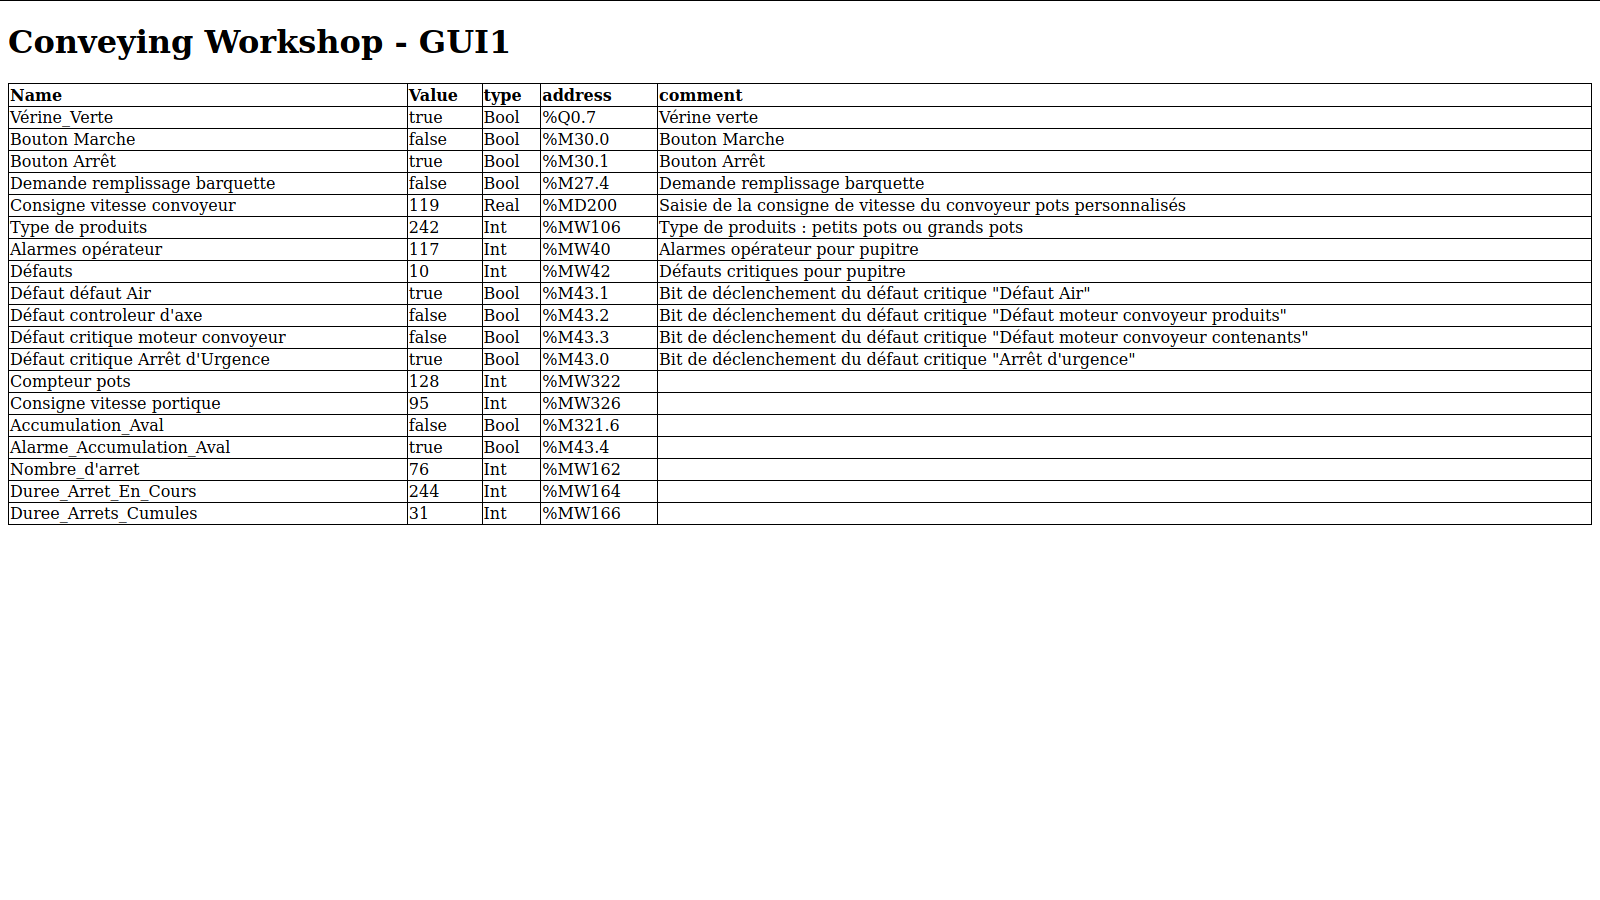 Conveying Workshop - GUI1
Name Value type address comment
Vérine_Verte true Bool %Q0.7 Vérine verte
Bouton Marche false Bool %M30.0 Bouton Marche
Bouton Arrêt true Bool %M30.1 Bouton Arrêt
Demande remplissage barquette false Bool %M27.4 Demande remplissage barquette
Consigne vitesse convoyeur 119 Real %MD200 Saisie de la consigne de vitesse du convoyeur pots personnalisés
Type de produits 242 Int %MW106 Type de produits : petits pots ou grands pots
Alarmes opérateur 117 Int %MW40 Alarmes opérateur pour pupitre
Défauts 10 Int %MW42 Défauts critiques pour pupitre
Défaut défaut Air true Bool %M43.1 Bit de déclenchement du défaut critique "Défaut Air"
Défaut controleur d'axe false Bool %M43.2 Bit de déclenchement du défaut critique "Défaut moteur convoyeur produits"
Défaut critique moteur convoyeur false Bool %M43.3 Bit de déclenchement du défaut critique "Défaut moteur convoyeur contenants"
Défaut critique Arrêt d'Urgence true Bool %M43.0 Bit de déclenchement du défaut critique "Arrêt d'urgence"
Compteur pots 128 Int %MW322
Consigne vitesse portique 95 Int %MW326
Accumulation_Aval false Bool %M321.6
Alarme_Accumulation_Aval true Bool %M43.4
Nombre_d'arret 76 Int %MW162
Duree_Arret_En_Cours 244 Int %MW164
Duree_Arrets_Cumules 31 Int %MW166